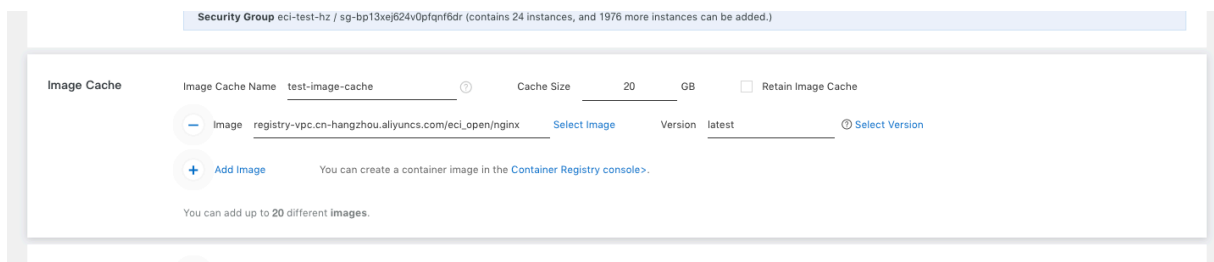 Security Group eci-test-hz / sg-bp13xej624v0pfqnf6dr (contains 24 instances, and 1976 more instances can be added.)
Image Cache Image Cache Name test-image-cache ? Cache Size 20 GB Retain Image Cache
Image registry-vpc.cn-hangzhou.aliyuncs.com/eci_open/nginx Select Image Version latest ? Select Version
Add Image You can create a container image in the Container Registry console>.
You can add up to 20 different images.